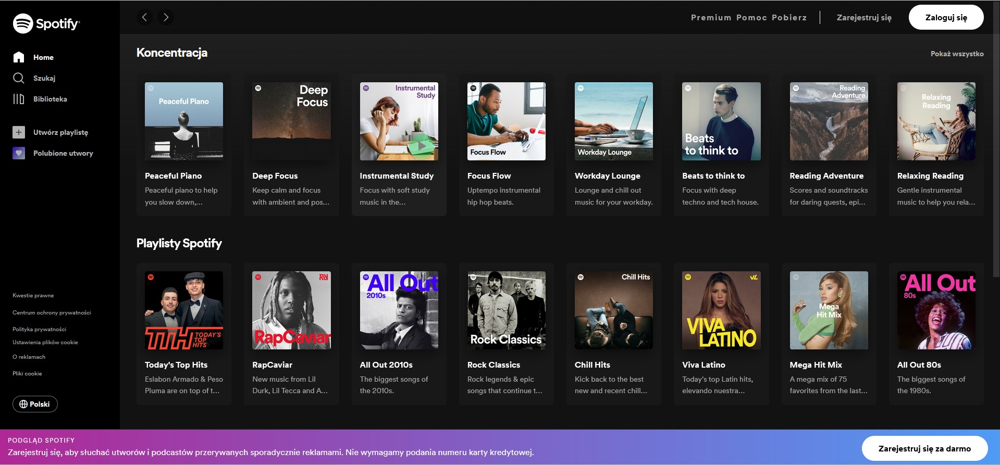 Spotify
Home
Szukaj
Biblioteka
Utwórz playlistę
Polubione utwory
Kwestie prawne
Centrum ochrony prywatności
Polityka prywatności
Ustawienia plików cookie
O reklamach
Pliki cookie
Polski
Premium Pomoc Pobierz
Zarejestruj się
Zaloguj się
Koncentracja
Pokaż wszystko
Peaceful Piano
Peaceful Piano
Peaceful piano to help
you slow down,...
Deep
Focus
Deep Focus
Keep calm and focus
with ambient and pos...
Instrumental
Study
Instrumental Study
Focus with soft study
music in the...
Focus Flow
Focus Flow
Uptempo instrumental
hip hop beats.
Workday Lounge
Workday Lounge
Lounge and chill out
music for your workday.
Beats
to think to
Beats to think to
Focus with deep
techno and tech house.
Reading
Adventure
Reading Adventure
Scores and soundtracks
for daring quests, epi...
Relaxing
Reading
Relaxing Reading
Gentle instrumental
music to help you rela...
Playlisty Spotify
TTH TODAY'S
TOP
HITS
Today's Top Hits
Eslabon Armado & Peso
Pluma are on top of t...
RapCaviar
RapCaviar
New music from Lil
Durk, Lil Tecca and A...
All Out
2010s
All Out 2010s
The biggest songs of
the 2010s.
Rock Classics
Rock Classics
Rock legends & epic
songs that continue t...
Chill Hits
Chill Hits
Kick back to the best
new and recent chill...
VL
VIVA
LATINO
Viva Latino
Today's top Latin hits,
elevando nuestra...
Mega
Hit Mix
Mega Hit Mix
A mega mix of 75
favorites from the last...
All Out
80s
All Out 80s
The biggest songs of
the 1980s.
PODGLĄD SPOTIFY
Zarejestruj się, aby słuchać utworów i podcastów przerywanych sporadycznie reklamami. Nie wymagamy podania numeru karty kredytowej.
Zarejestruj się za darmo